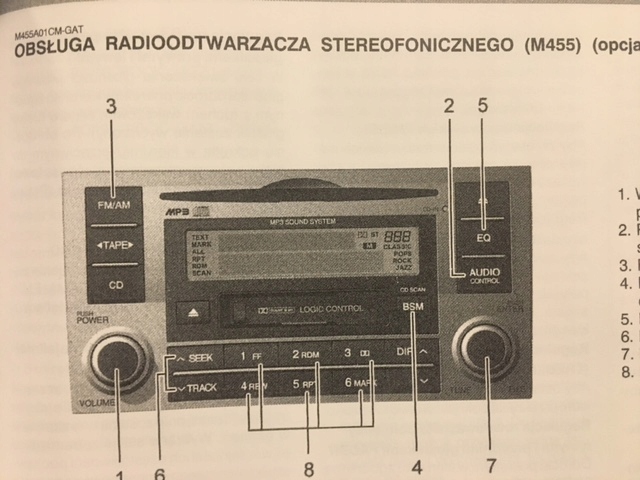 M455A01CM-GAT
OBSŁUGA RADIOODTWARZACZA STEREOFONICZNEGO (M455) (opcja
3
2
5
FM/AM
◄TAPE►
CD
MP3
MP3 SOUND SYSTEM
TEXT
MARK
ALL
RPT
RDM
SCAN
ST
888
M
CLASSIC
POPS
ROCK
JAZZ
EQ
AUDIO
CONTROL
LOGIC CONTROL
CD SCAN
BSM
PUSH
POWER
VOLUME
SEEK
TRACK
1 FF
2 RDM
3
DIR
4 REW
5 RPT
6 MARK
ENTER
TUNE
1
6
8
4
7
1.
2.
3.
4.
5.
6.
7.
8.